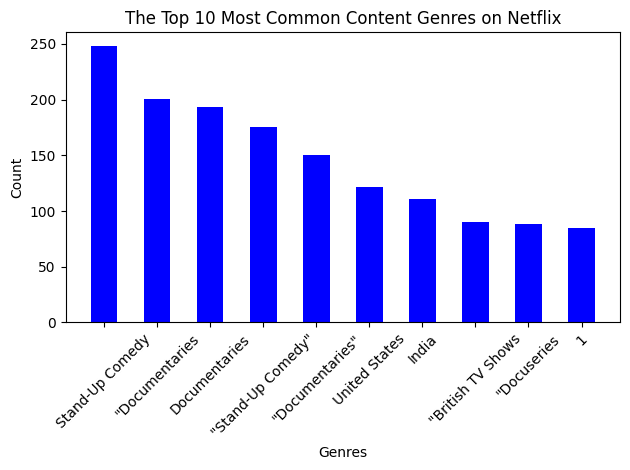 The Top 10 Most Common Content Genres on Netflix
250
200
150
100
50
0
Count
Stand-Up Comedy
"Documentaries
Documentaries
"Stand-Up Comedy"
"Documentaries"
United States
India
"British TV Shows
"Docuseries
1
Genres